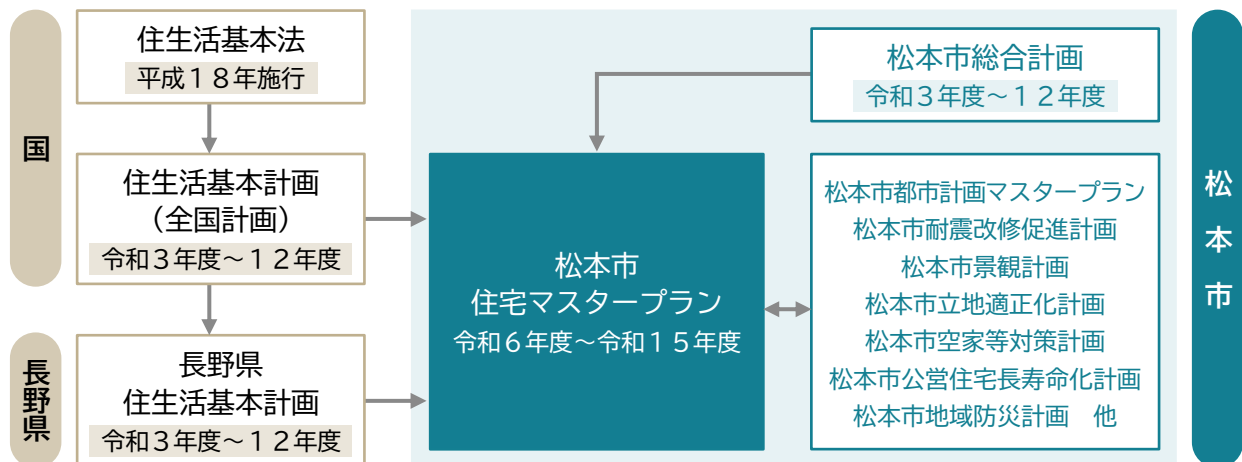 国
住生活基本法
平成１８年施行
住生活基本計画
（全国計画）
令和３年度～１２年度
長野県
長野県
住生活基本計画
令和３年度～１２年度
松本市
住宅マスタープラン
令和６年度～令和１５年度
松本市総合計画
令和３年度～１２年度
松本市都市計画マスタープラン
松本市耐震改修促進計画
松本市景観計画
松本市立地適正化計画
松本市空家等対策計画
松本市公営住宅長寿命化計画
松本市地域防災計画　他
松本市